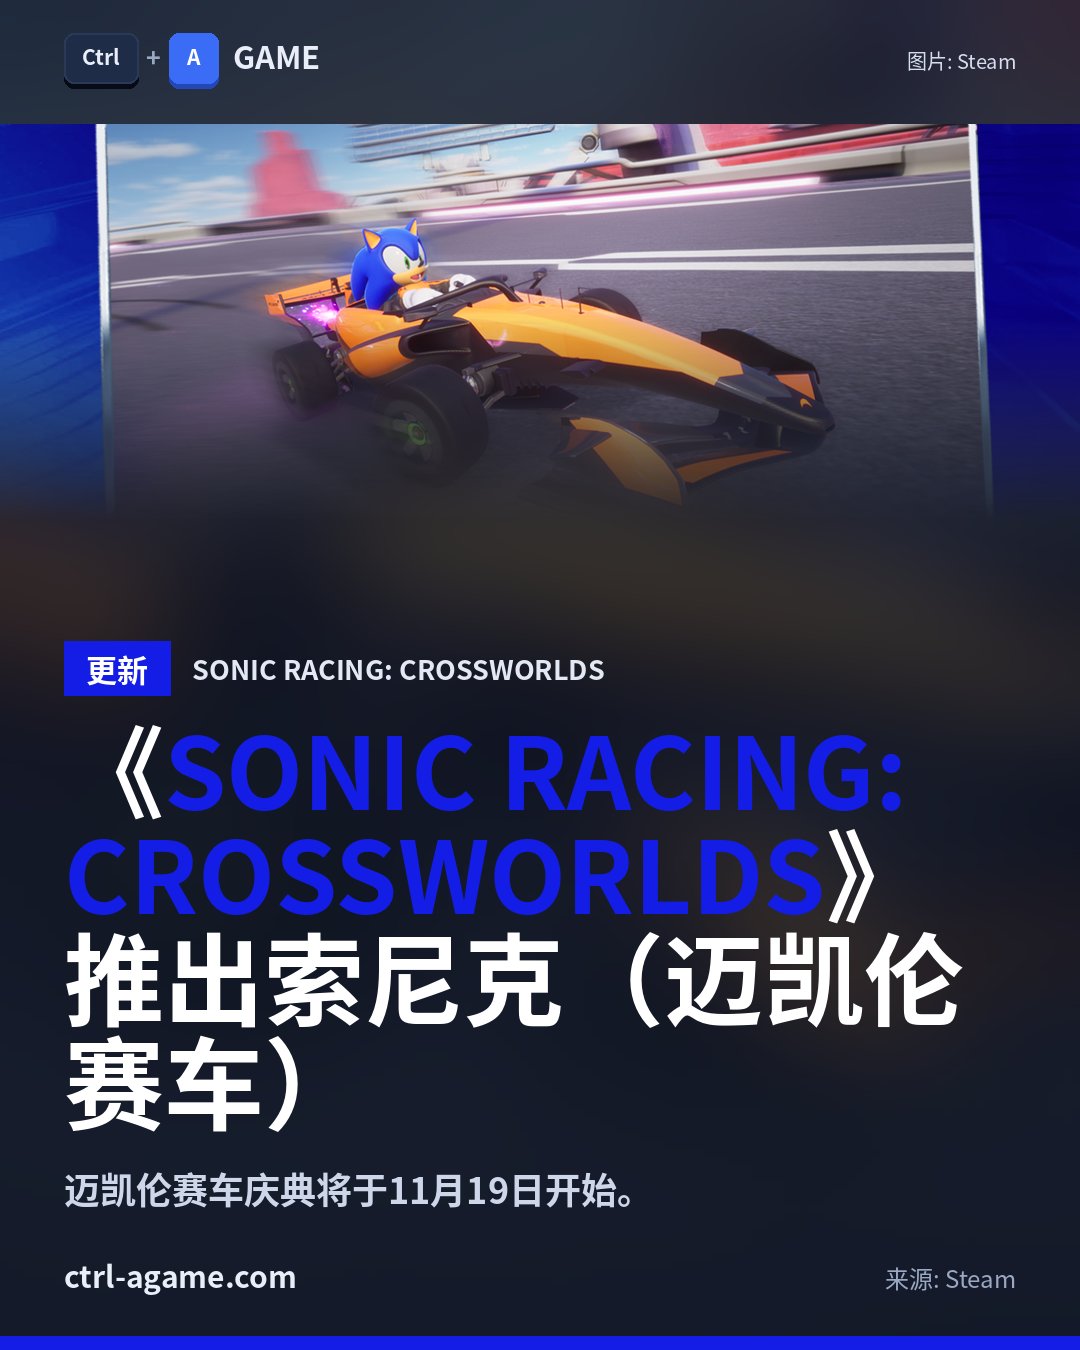 Ctrl + A GAME
图片: Steam
更新 SONIC RACING: CROSSWORLDS
《SONIC RACING:
CROSSWORLDS》
推出索尼克（迈凯伦
赛车）
迈凯伦赛车庆典将于11月19日开始。
ctrl-agame.com
来源: Steam